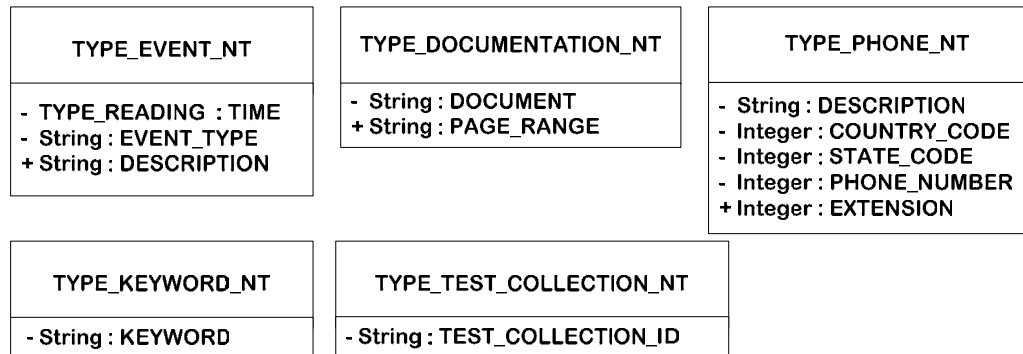 TYPE_EVENT_NT
- TYPE_READING : TIME
- String : EVENT_TYPE
+ String : DESCRIPTION
TYPE_DOCUMENTATION_NT
- String : DOCUMENT
+ String : PAGE_RANGE
TYPE_PHONE_NT
- String : DESCRIPTION
- Integer : COUNTRY_CODE
- Integer : STATE_CODE
- Integer : PHONE_NUMBER
+ Integer : EXTENSION
TYPE_KEYWORD_NT
- String : KEYWORD
TYPE_TEST_COLLECTION_NT
- String : TEST_COLLECTION_ID